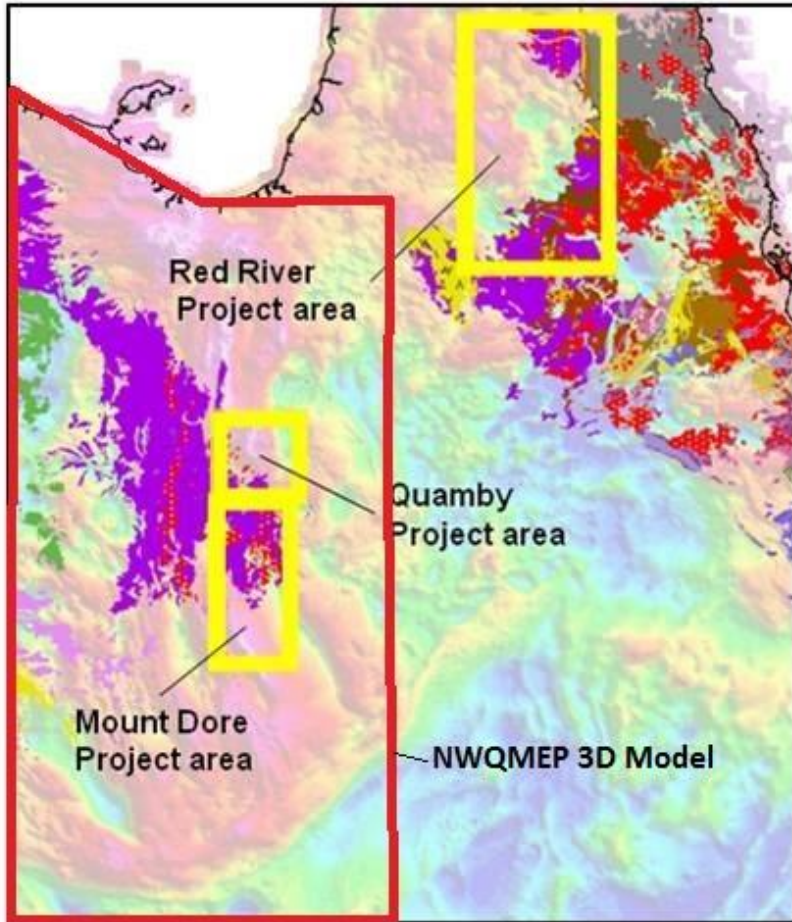 Red River
Project area
Quamby
Project area
Mount Dore
Project area
NWQMEP 3D Model